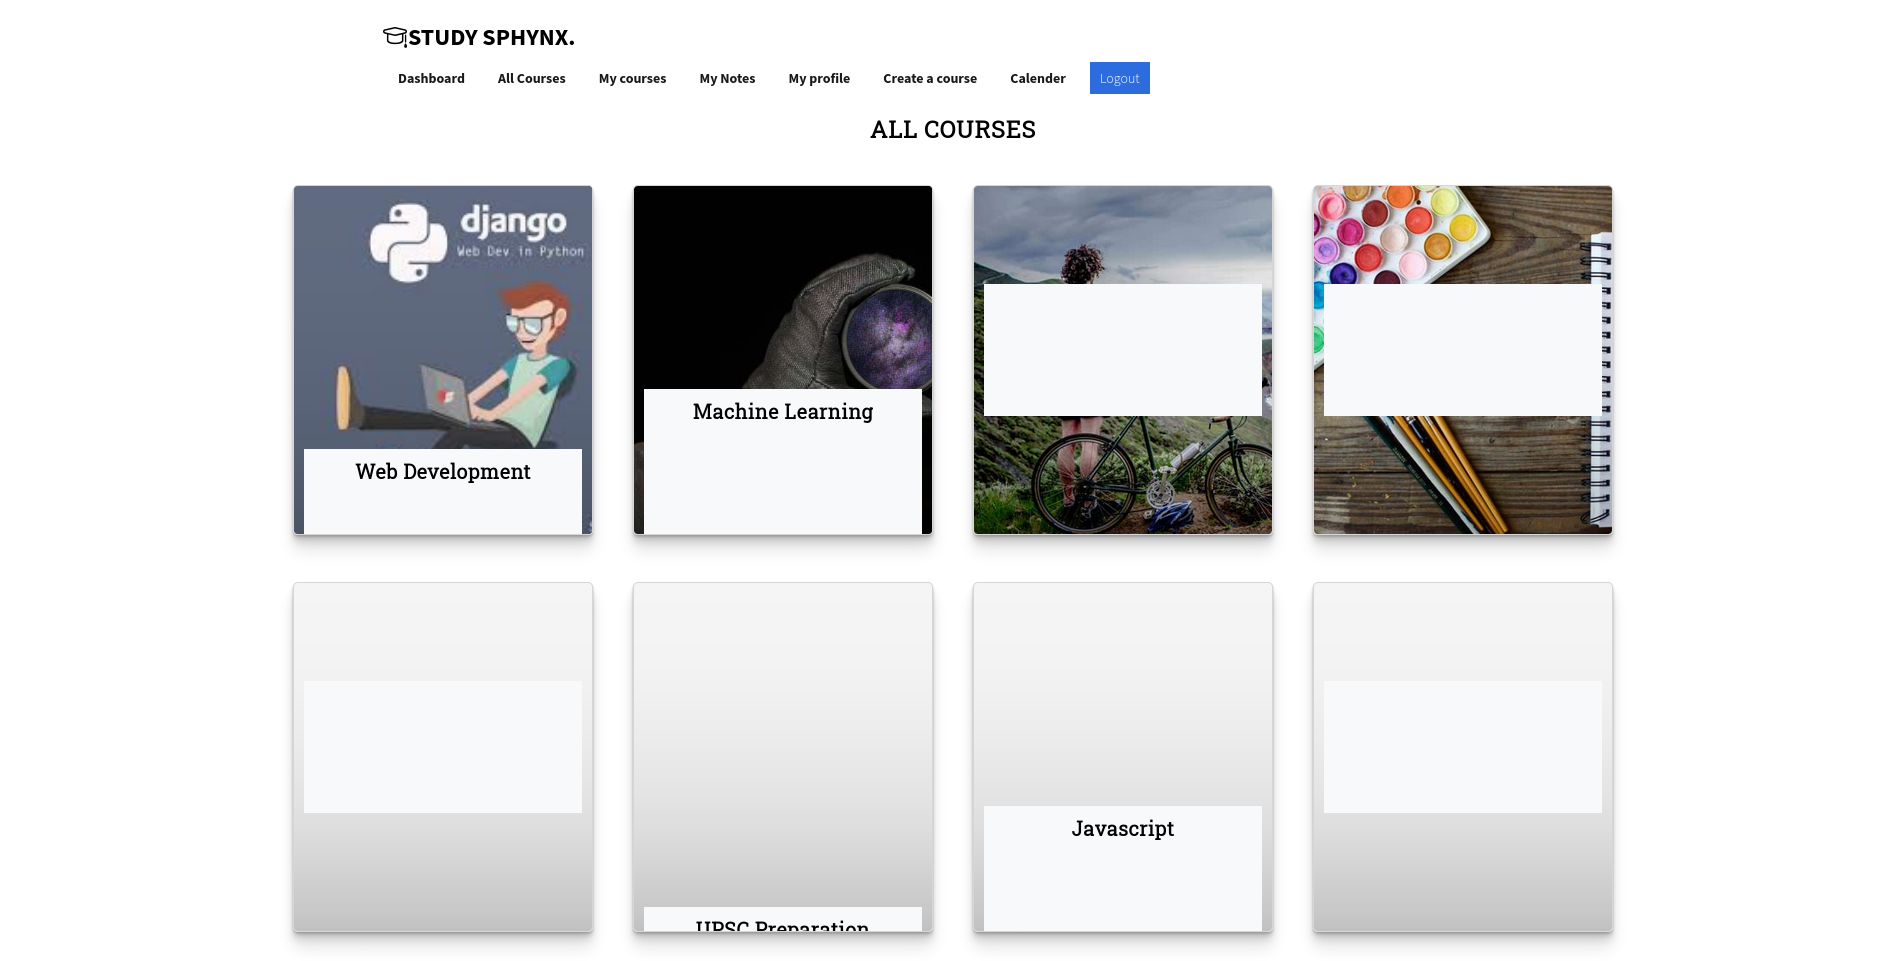 STUDY SPHYNX.
Dashboard All Courses My courses My Notes My profile Create a course Calender Logout
ALL COURSES
django
Web Dev in Python
Web Development
Machine Learning
Javascript
UPSC Preparation